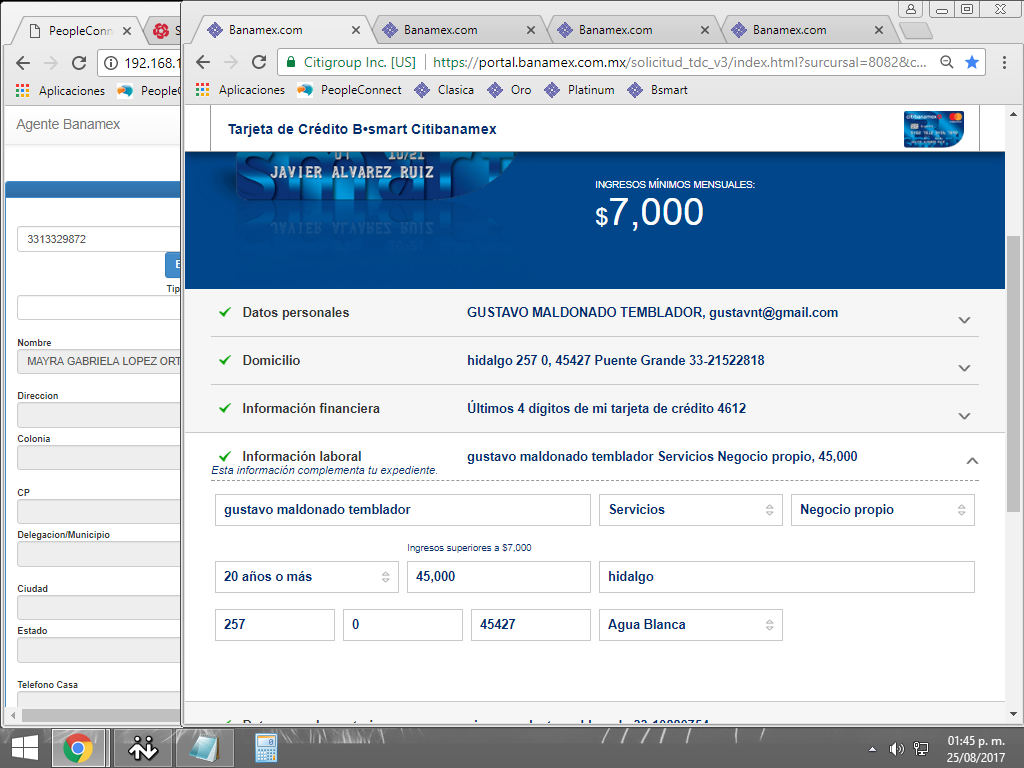 PeopleConn
Banamex.com
Banamex.com
Banamex.com
Banamex.com
192.168.1
Citigroup Inc. [US]
https://portal.banamex.com.mx/solicitud_tdc_v3/index.html?sucursal=8082&c...
Aplicaciones
PeopleC
Aplicaciones
PeopleConnect
Clasica
Oro
Platinum
Bsmart
Agente Banamex
3313329872
E
Tip
Nombre
MAYRA GABRIELA LOPEZ ORT
Direccion
Colonia
CP
Delegacion/Municipio
Ciudad
Estado
Telefono Casa
Tarjeta de Crédito B•smart Citibanamex
citibanamex
smart
04 10/21
JAVIER ALVAREZ RUIZ
INGRESOS MÍNIMOS MENSUALES:
$7,000
Datos personales
GUSTAVO MALDONADO TEMBLADOR, gustavnt@gmail.com
Domicilio
hidalgo 257 0, 45427 Puente Grande 33-21522818
Información financiera
Últimos 4 dígitos de mi tarjeta de crédito 4612
Información laboral
gustavo maldonado temblador Servicios Negocio propio, 45,000
Esta información complementa tu expediente.
gustavo maldonado temblador
Servicios
Negocio propio
Ingresos superiores a $7,000
20 años o más
45,000
hidalgo
257
0
45427
Agua Blanca
01:45 p. m.
25/08/2017